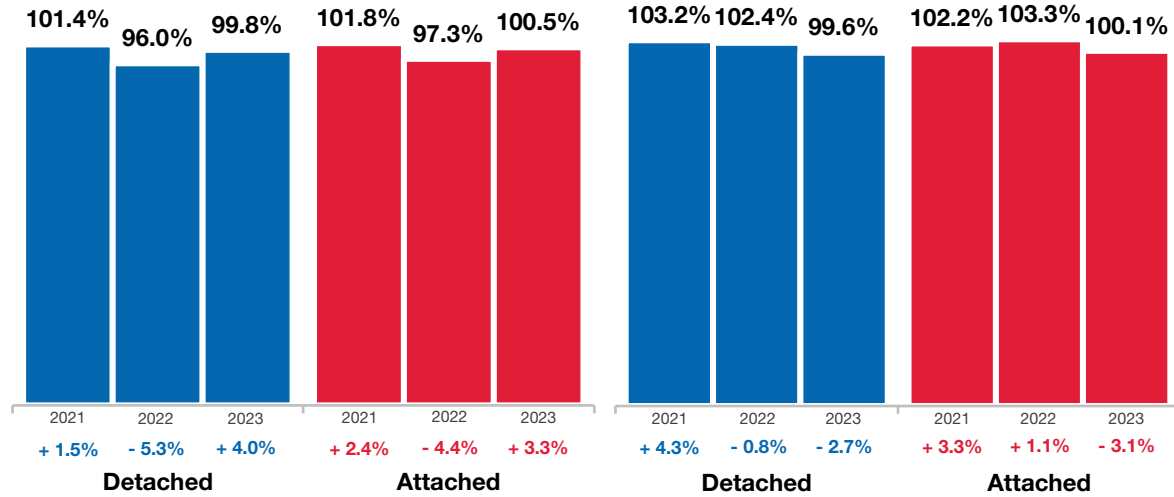 101.4% 96.0% 99.8% 101.8% 97.3% 100.5% 103.2% 102.4% 99.6% 102.2% 103.3% 100.1%
2021 2022 2023 2021 2022 2023 2021 2022 2023 2021 2022 2023
+ 1.5% - 5.3% + 4.0% + 2.4% - 4.4% + 3.3% + 4.3% - 0.8% - 2.7% + 3.3% + 1.1% - 3.1%
Detached Attached Detached Attached